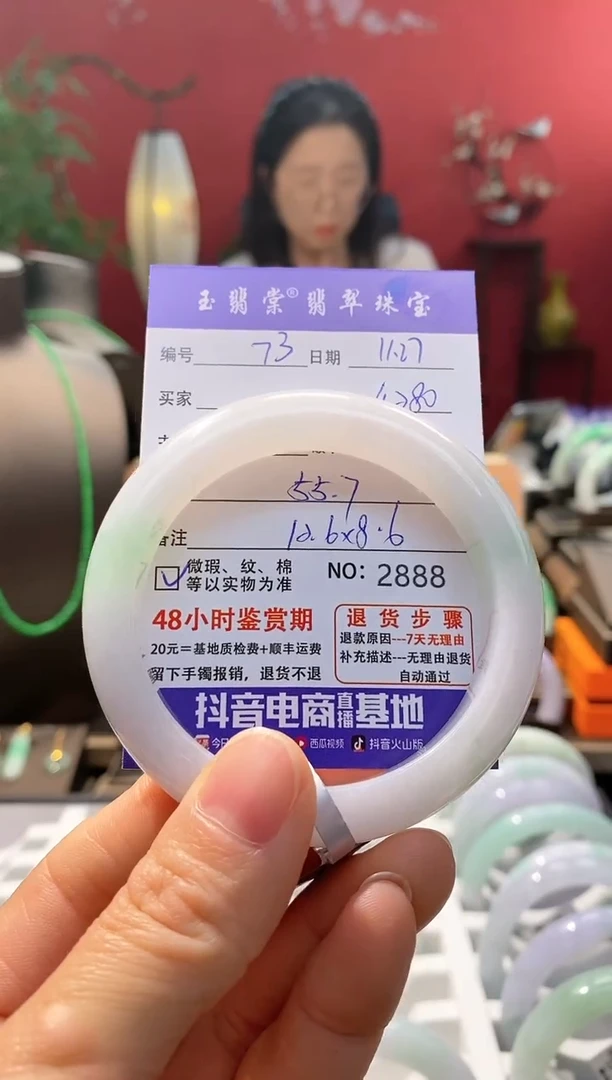 玉翡棠®翡翠珠宝
编号 73 日期 11.27
买家
55.7
备注 12.6x8.6
微瑕、纹、棉
等以实物为准
NO: 2888
48小时鉴赏期
20元=基地质检费+顺丰运费
留下手镯报销，退货不退
退货步骤
退款原因---7天无理由
补充描述---无理由退货
自动通过
抖音电商直播基地
西瓜视频 抖音火山版